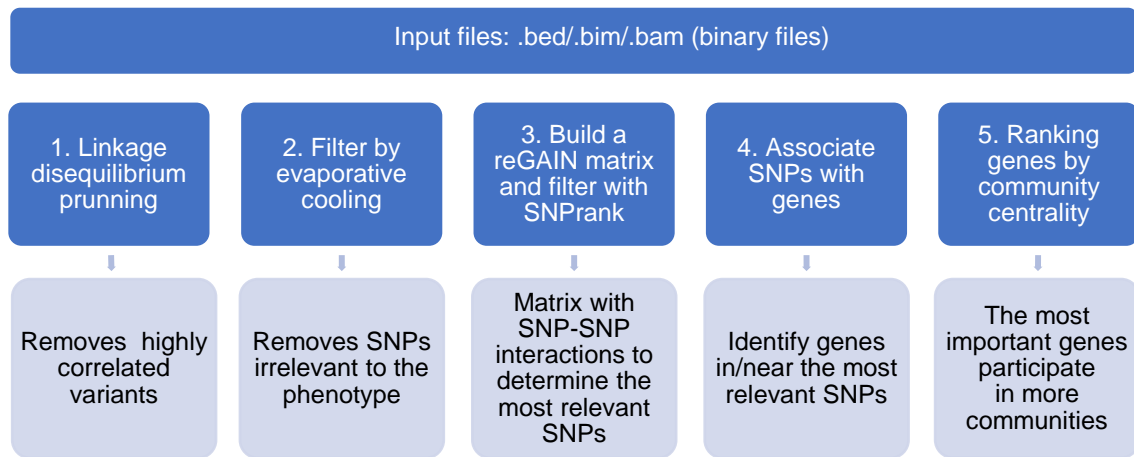 Input files: .bed/.bim/.bam (binary files)
1. Linkage
disequilibrium
prunning
2. Filter by
evaporative
cooling
3. Build a
reGAIN matrix
and filter with
SNPrank
4. Associate
SNPs with
genes
5. Ranking
genes by
community
centrality
Removes highly
correlated
variants
Removes SNPs
irrelevant to the
phenotype
Matrix with
SNP-SNP
interactions to
determine the
most relevant
SNPs
Identify genes
in/near the most
relevant SNPs
The most
important genes
participate
in more
communities